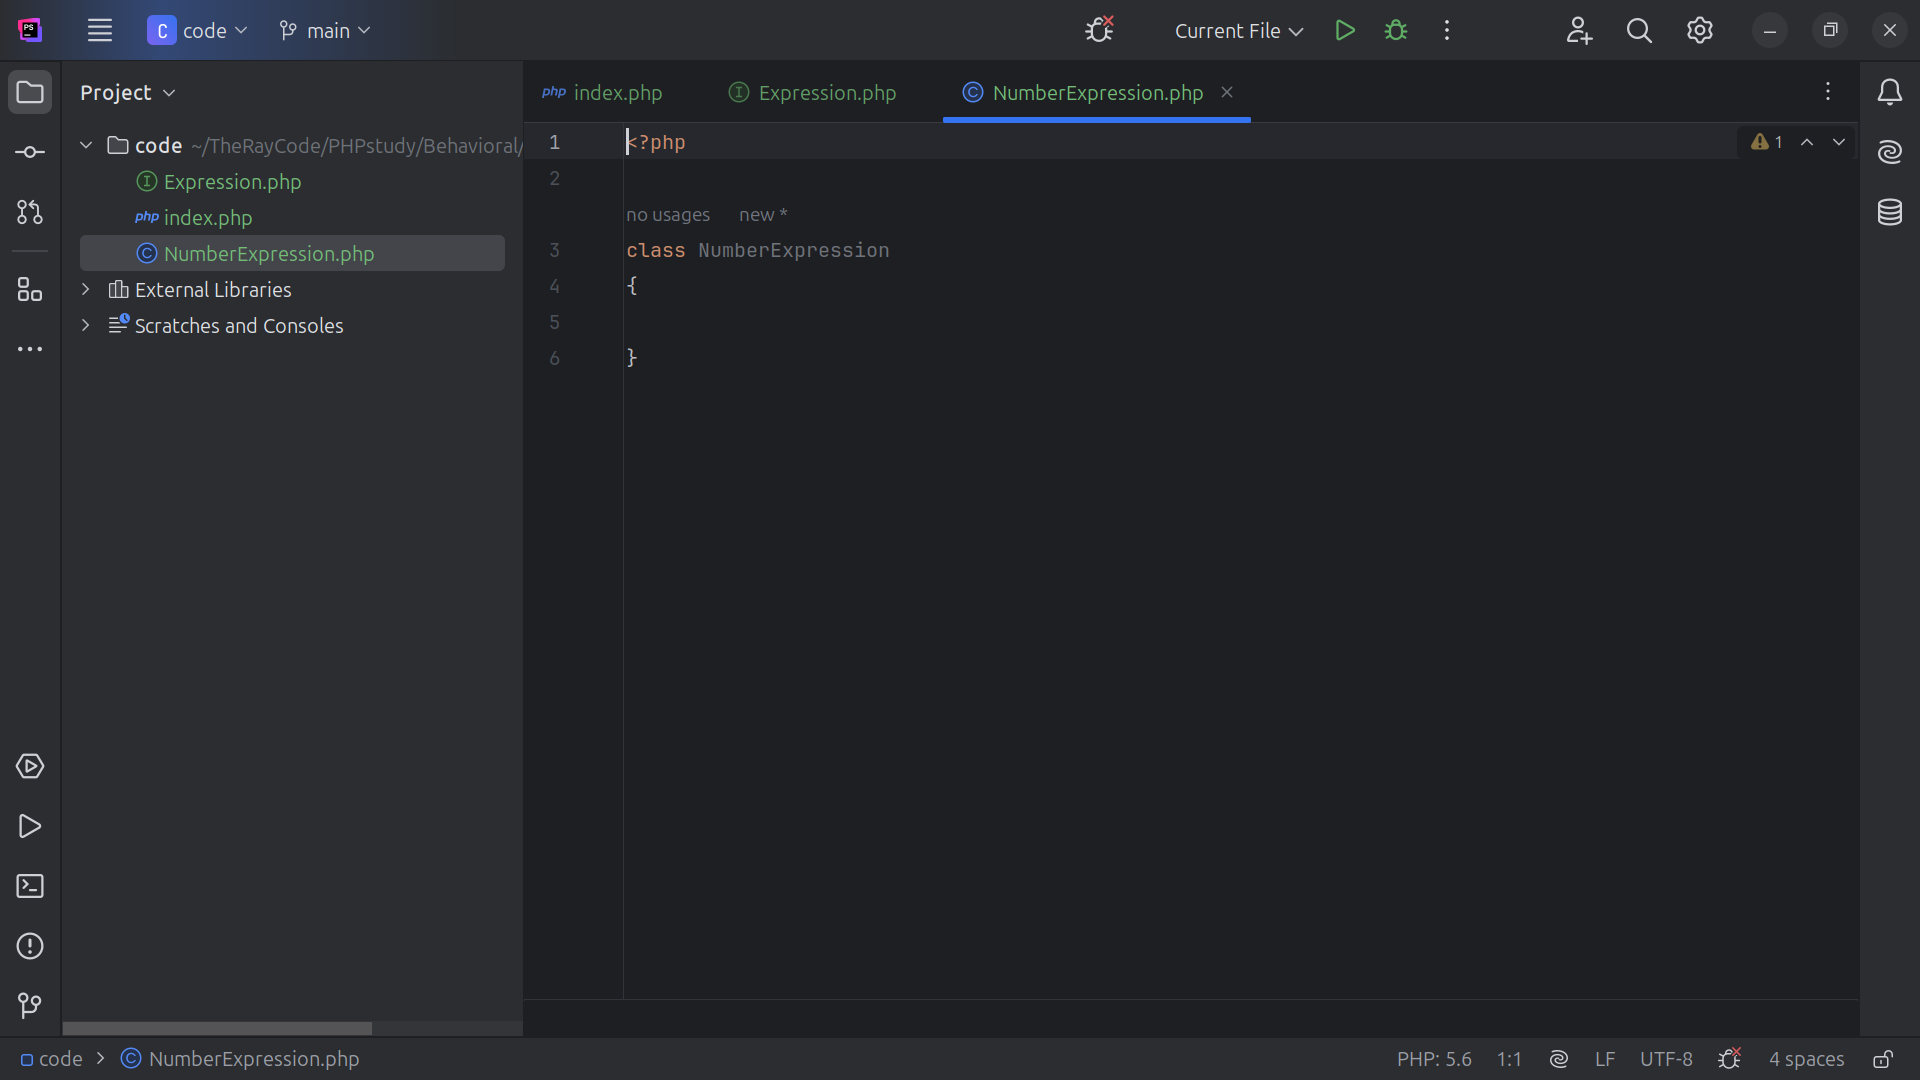 PS
C code main Current File
Project
index.php Expression.php NumberExpression.php
code ~/TheRayCode/PHPstudy/Behavioral/
Expression.php
php index.php
C NumberExpression.php
External Libraries
Scratches and Consoles
1 <?php 1
2
no usages new *
3 class NumberExpression
4 {
5
6 }
code > C NumberExpression.php PHP: 5.6 1:1 LF UTF-8 4 spaces